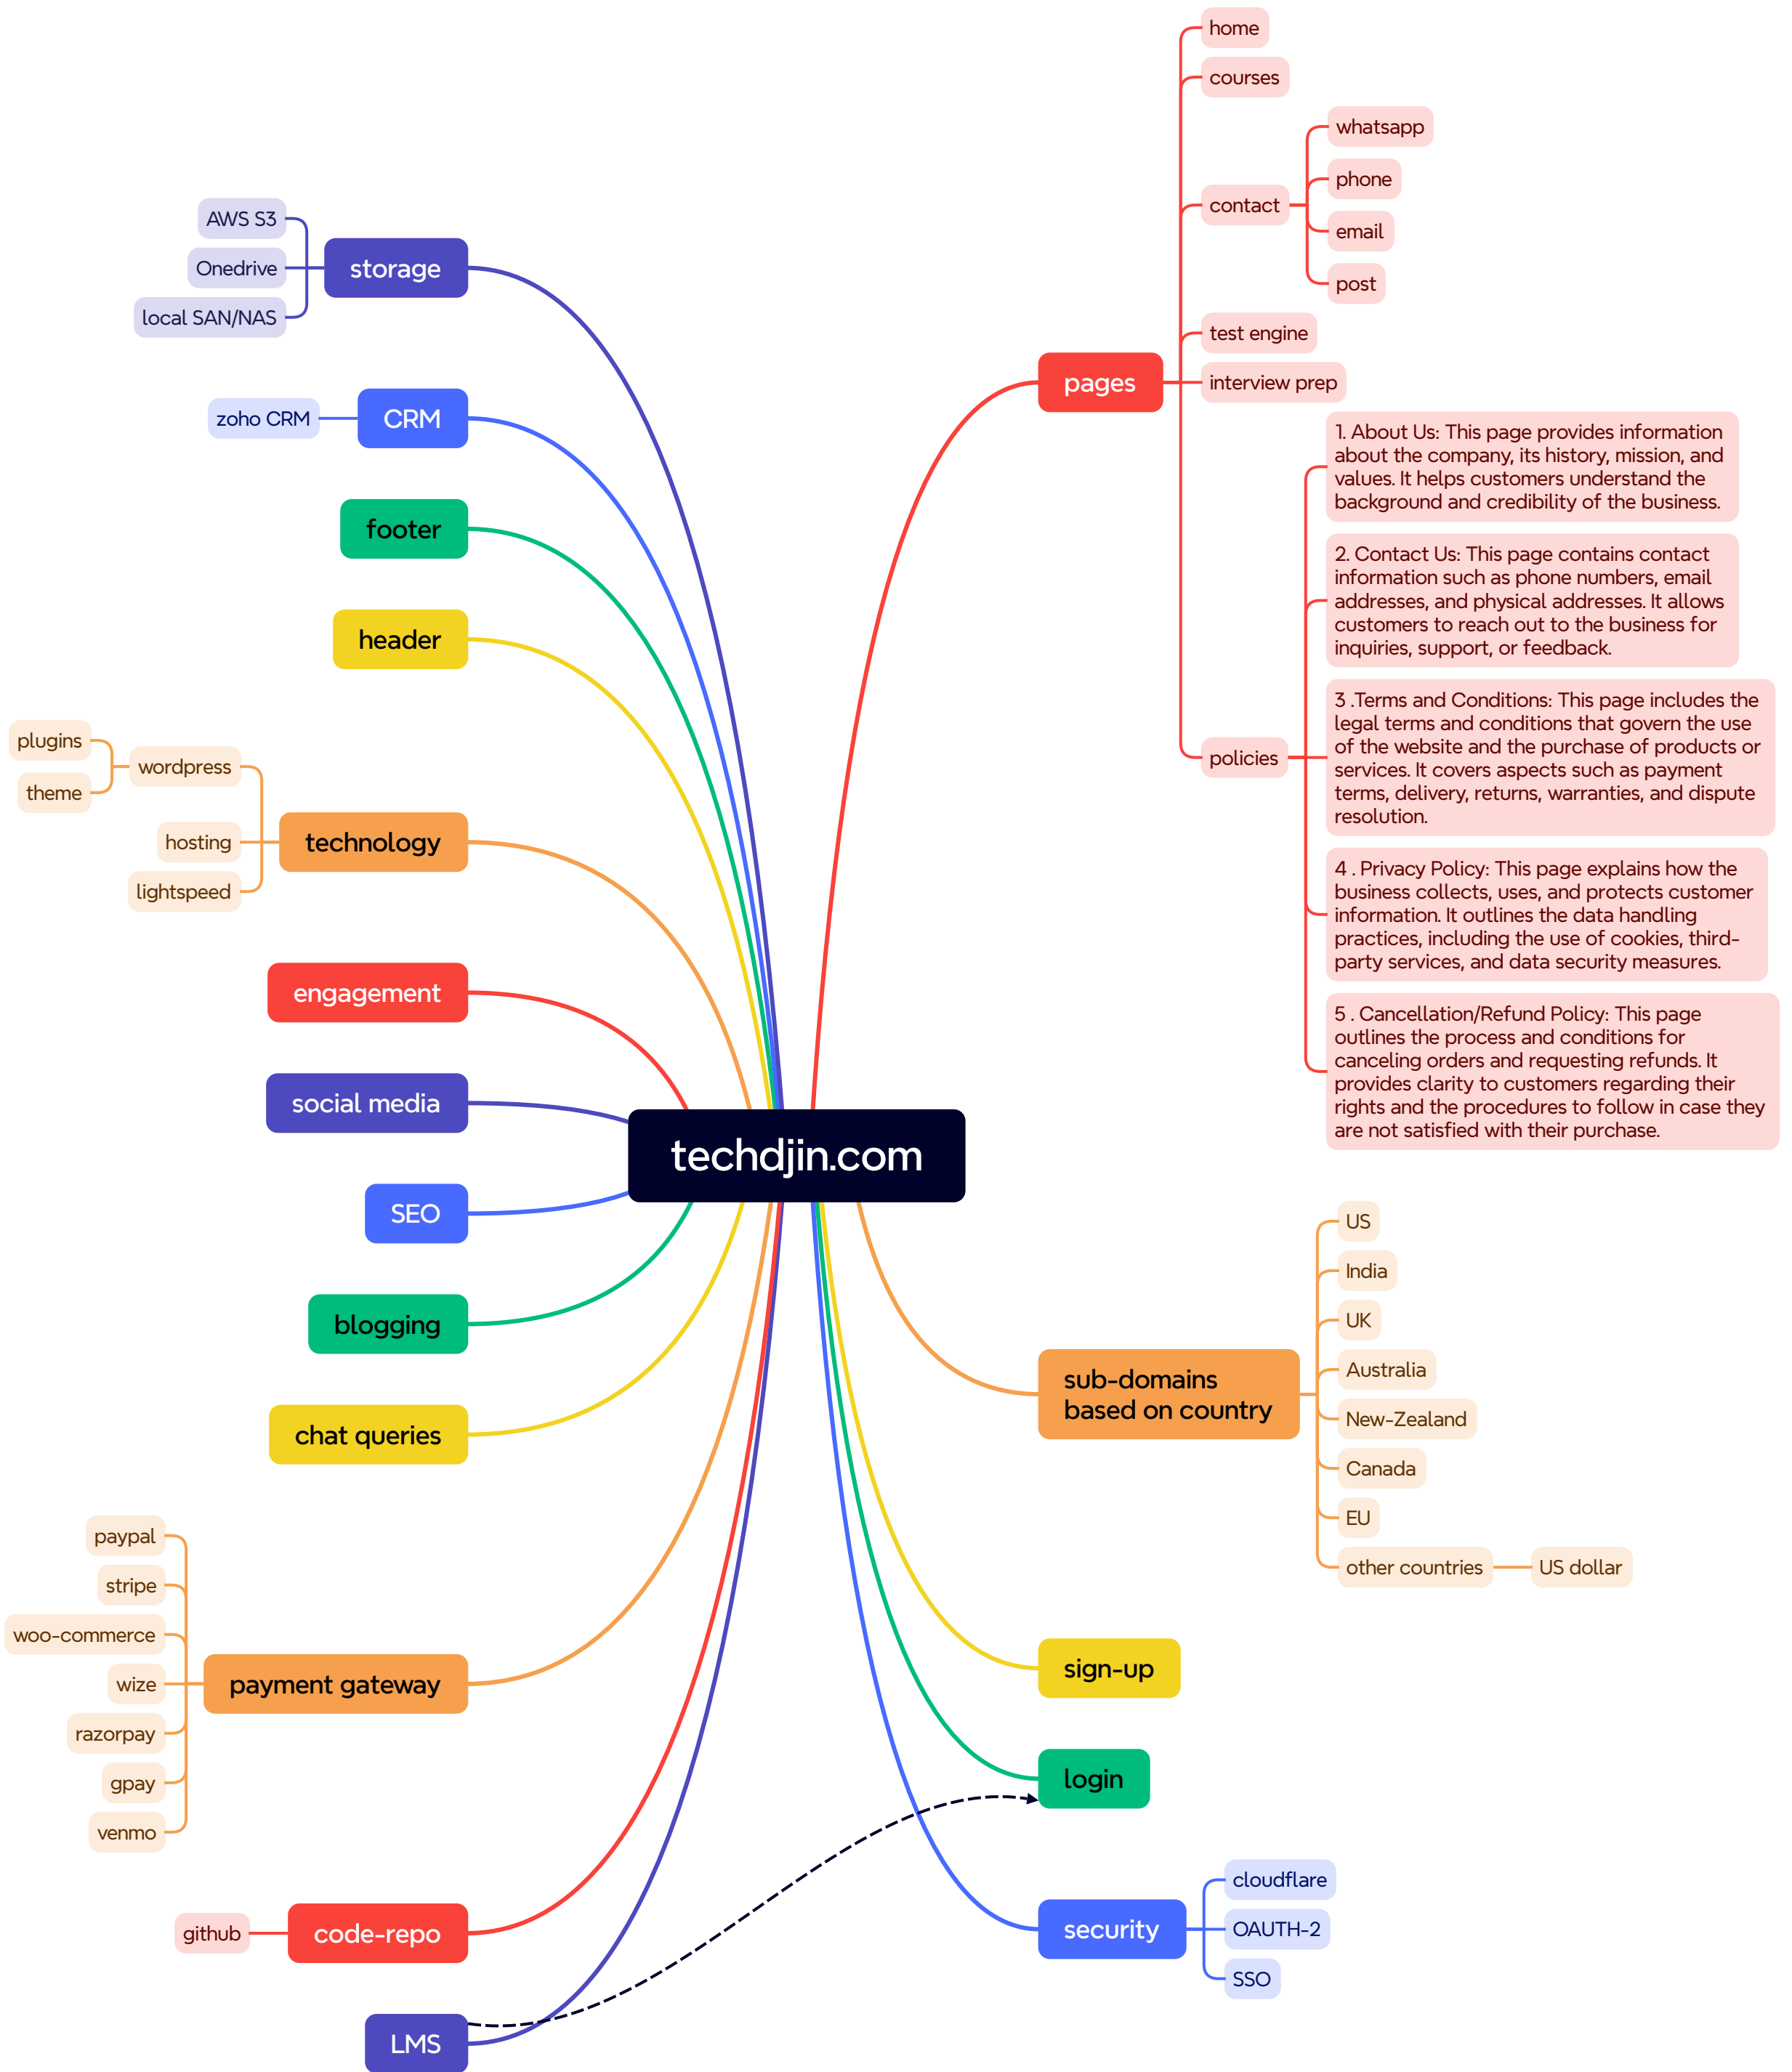 techdjin.com
pages
home
courses
contact
whatsapp
phone
email
post
test engine
interview prep
policies
1. About Us: This page provides information
about the company, its history, mission, and
values. It helps customers understand the
background and credibility of the business.
2. Contact Us: This page contains contact
information such as phone numbers, email
addresses, and physical addresses. It allows
customers to reach out to the business for
inquiries, support, or feedback.
3 .Terms and Conditions: This page includes the
legal terms and conditions that govern the use
of the website and the purchase of products or
services. It covers aspects such as payment
terms, delivery, returns, warranties, and dispute
resolution.
4 . Privacy Policy: This page explains how the
business collects, uses, and protects customer
information. It outlines the data handling
practices, including the use of cookies, third-
party services, and data security measures.
5 . Cancellation/Refund Policy: This page
outlines the process and conditions for
canceling orders and requesting refunds. It
provides clarity to customers regarding their
rights and the procedures to follow in case they
are not satisfied with their purchase.
sub-domains
based on country
US
India
UK
Australia
New-Zealand
Canada
EU
other countries
US dollar
sign-up
login
security
cloudflare
OAUTH-2
SSO
storage
AWS S3
Onedrive
local SAN/NAS
CRM
zoho CRM
footer
header
technology
wordpress
plugins
theme
hosting
lightspeed
engagement
social media
SEO
blogging
chat queries
payment gateway
paypal
stripe
woo-commerce
wize
razorpay
gpay
venmo
code-repo
github
LMS